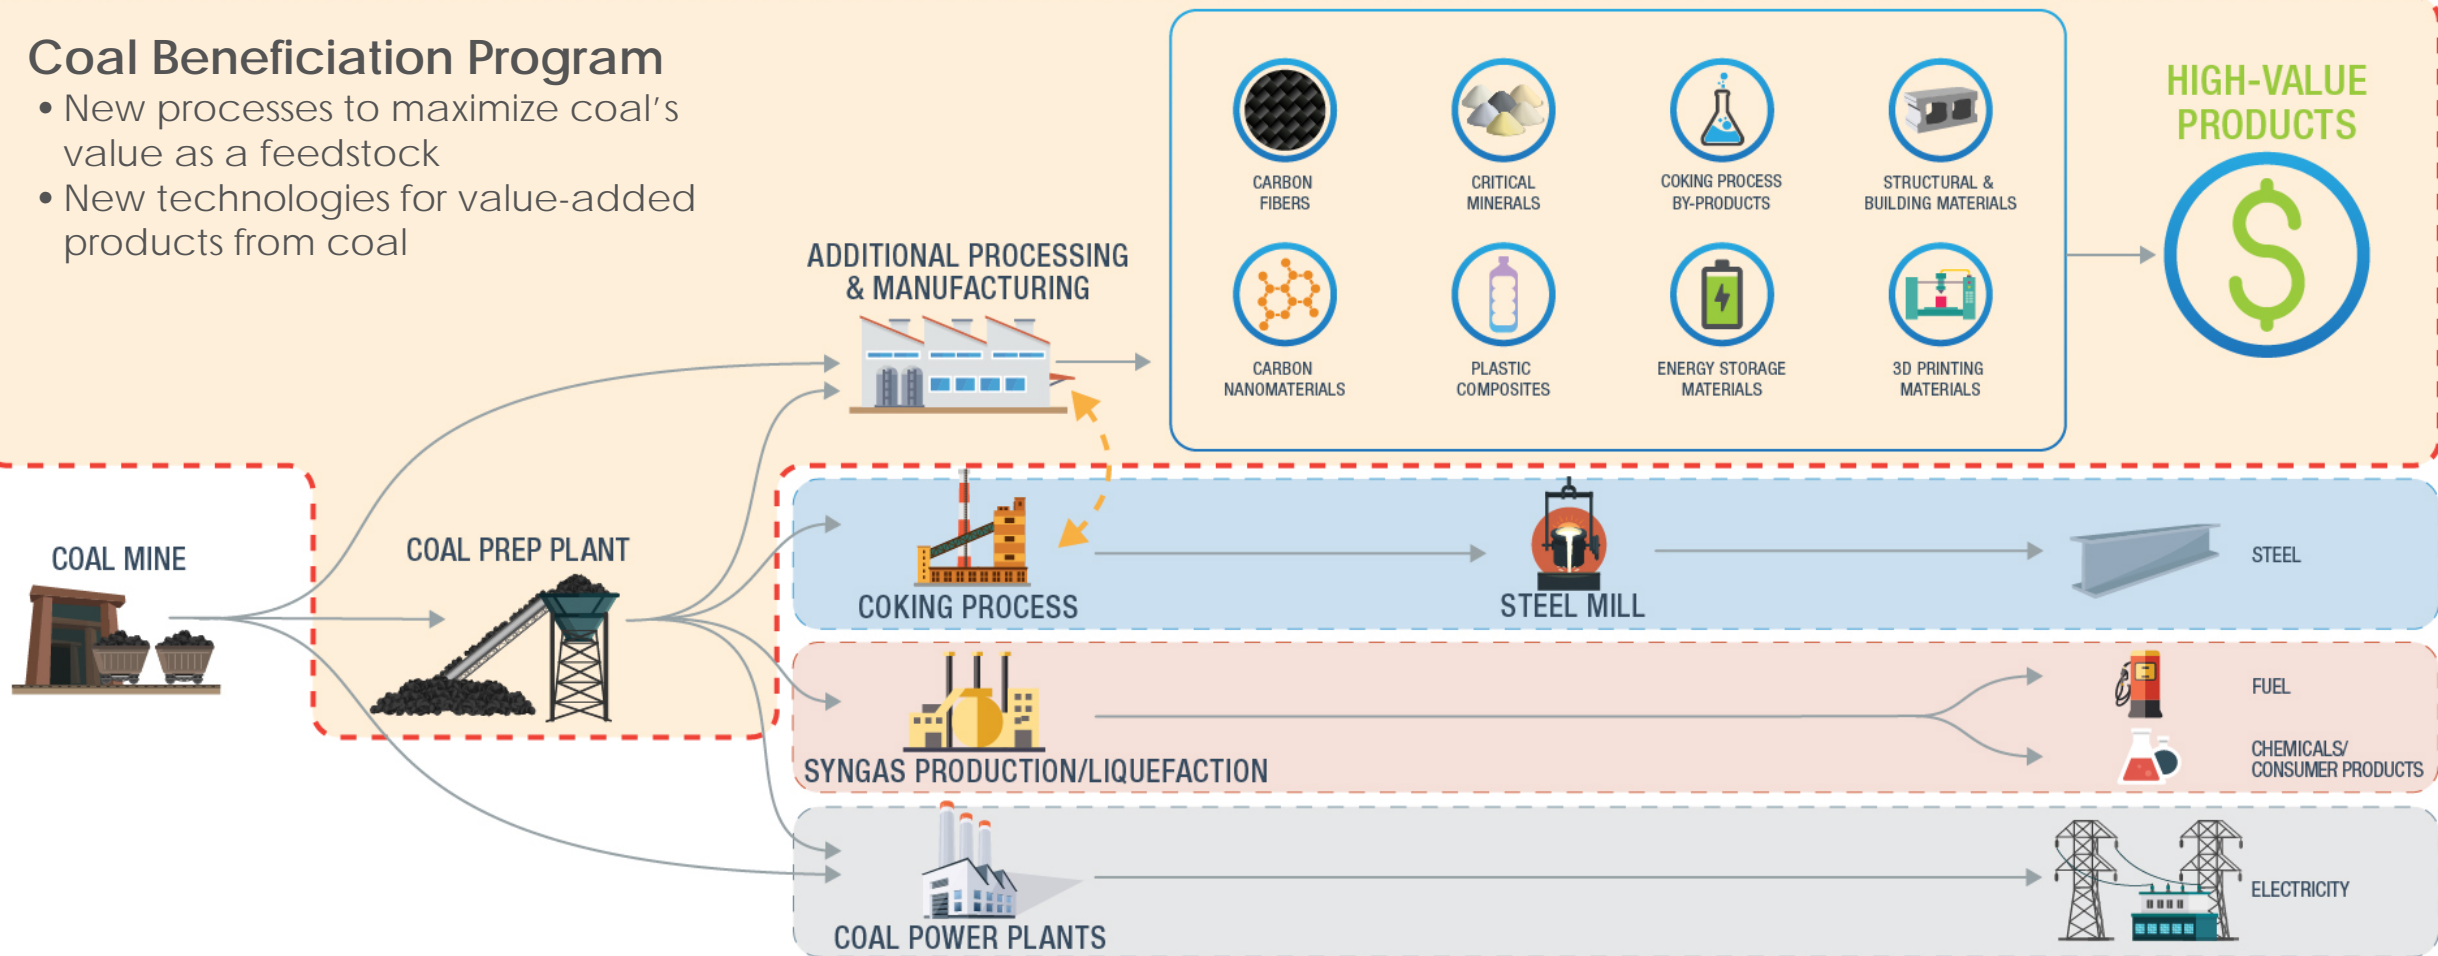 Coal Beneficiation Program
• New processes to maximize coal's
value as a feedstock
• New technologies for value-added
products from coal
HIGH-VALUE
PRODUCTS
$
CARBON
FIBERS
CRITICAL
MINERALS
COKING PROCESS
BY-PRODUCTS
STRUCTURAL &
BUILDING MATERIALS
CARBON
NANOMATERIALS
PLASTIC
COMPOSITES
ENERGY STORAGE
MATERIALS
3D PRINTING
MATERIALS
ADDITIONAL PROCESSING
& MANUFACTURING
COAL MINE
COAL PREP PLANT
COKING PROCESS
STEEL MILL
STEEL
SYNGAS PRODUCTION/LIQUEFACTION
FUEL
CHEMICALS/
CONSUMER PRODUCTS
COAL POWER PLANTS
ELECTRICITY